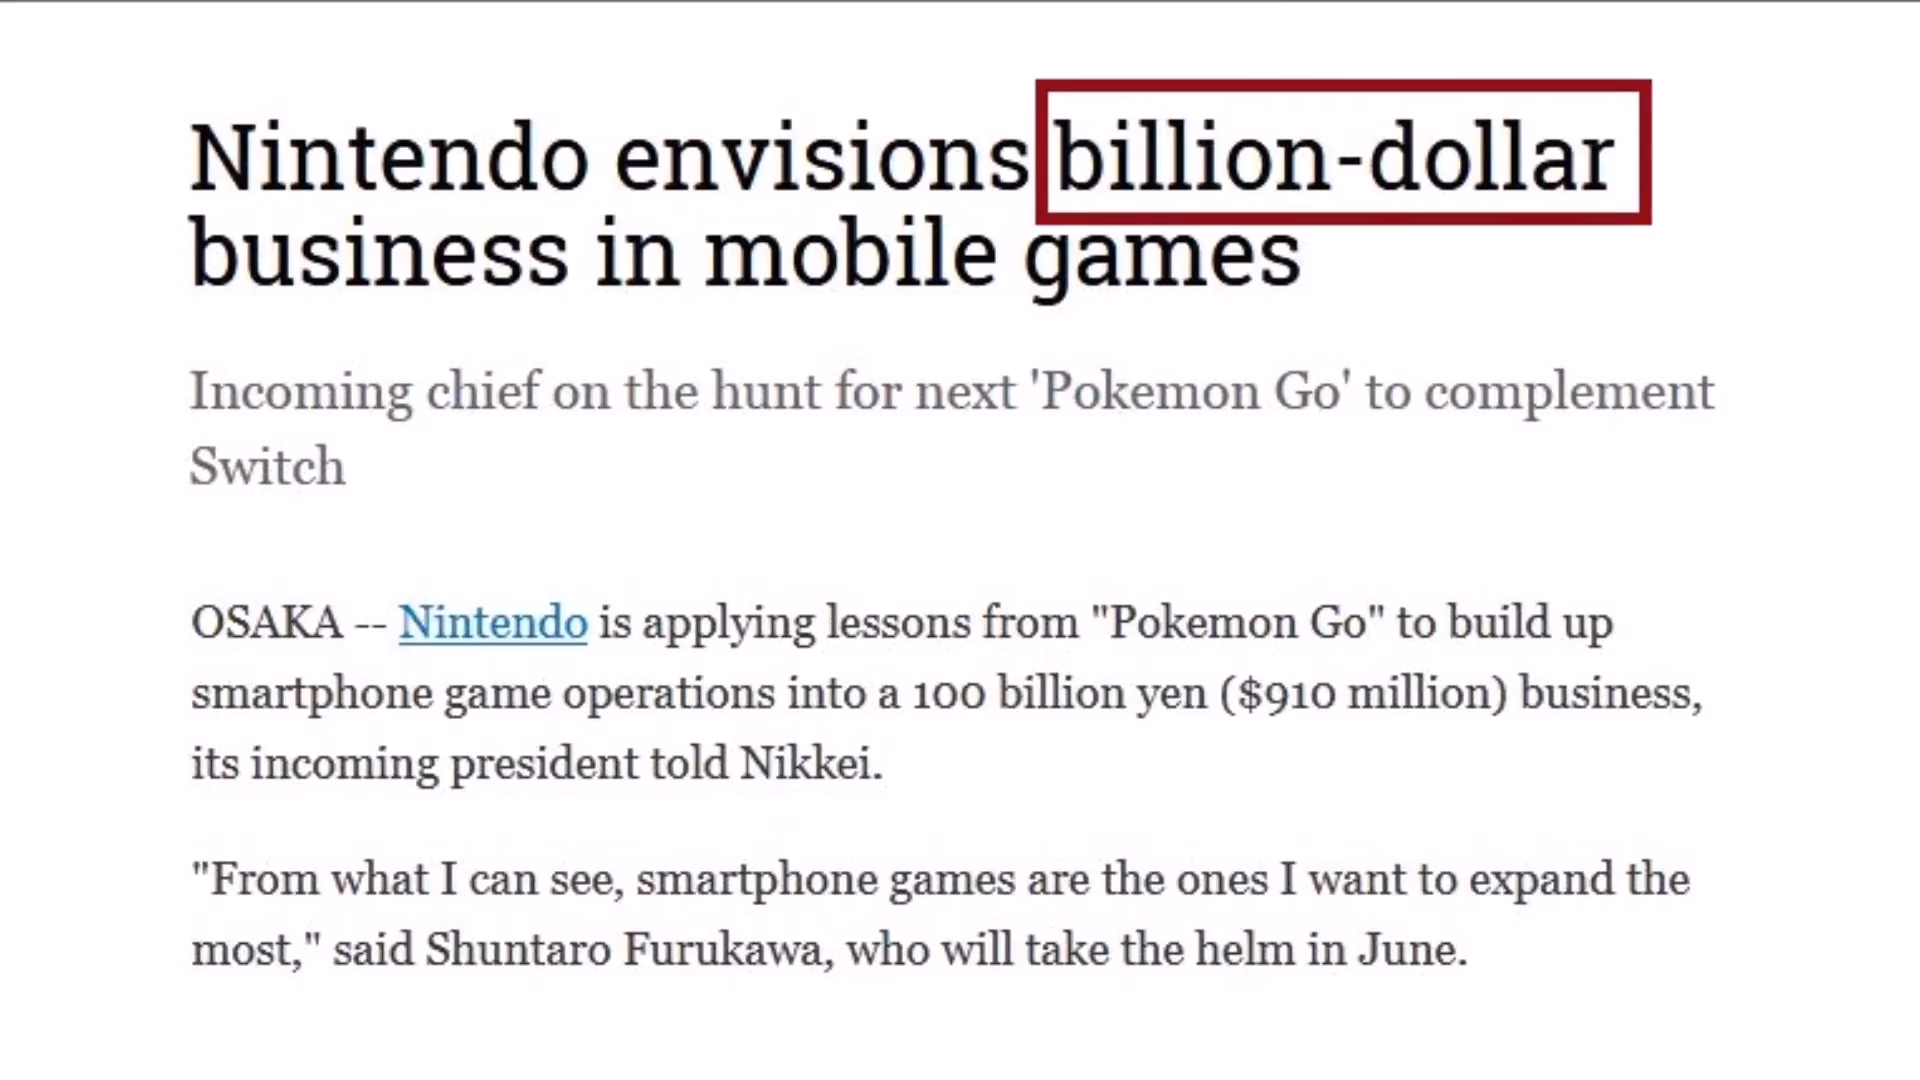 Nintendo envisions billion-dollar
business in mobile games
Incoming chief on the hunt for next 'Pokemon Go' to complement
Switch
OSAKA -- Nintendo is applying lessons from "Pokemon Go" to build up
smartphone game operations into a 100 billion yen ($910 million) business,
its incoming president told Nikkei.
"From what I can see, smartphone games are the ones I want to expand the
most," said Shuntaro Furukawa, who will take the helm in June.